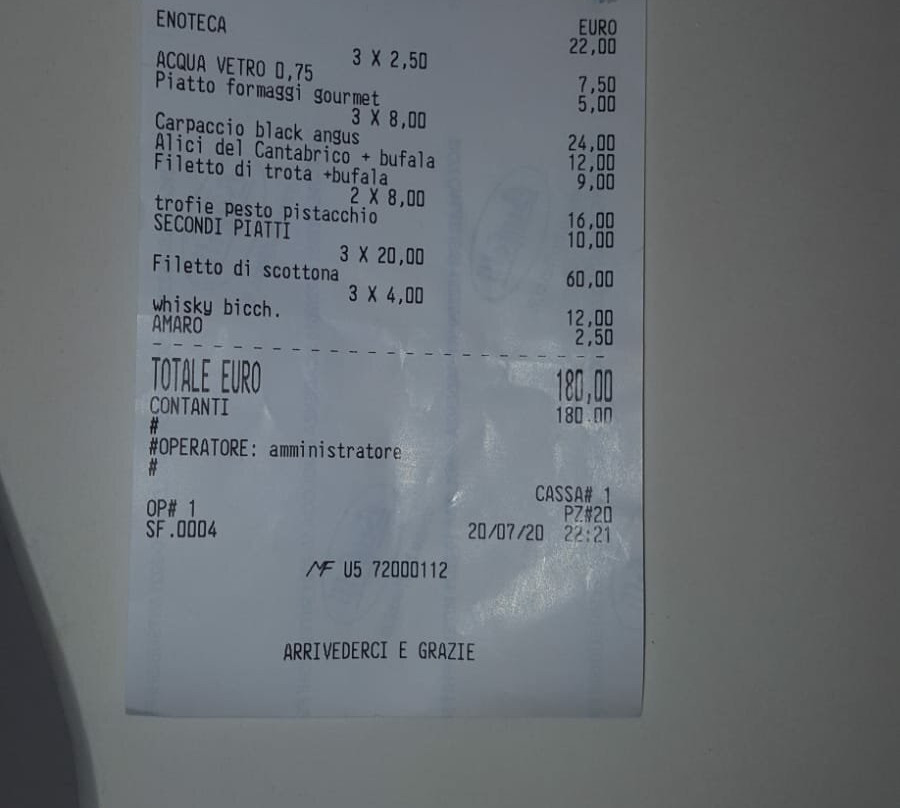 EURO
ENOTECA 22,00
3 X 2,50
ACQUA VETRO 0,75 7,50
Piatto formaggi gourmet 5,00
3 X 8,00
Carpaccio black angus 24,00
Alici del Cantabrico + bufala 12,00
Filetto di trota +bufala 9,00
2 X 8,00
trofie pesto pistacchio 16,00
SECONDI PIATTI 10,00
3 X 20,00
Filetto di scottona 60,00
3 X 4,00
whisky bicch. 12,00
AMARO 2,50
TOTALE EURO 180,00
CONTANTI 180.00
#
#OPERATORE: amministratore
#
CASSA# 1
OP# 1 PZ#20
SF.0004 20/07/20 22:21
MF U5 72000112
ARRIVEDERCI E GRAZIE